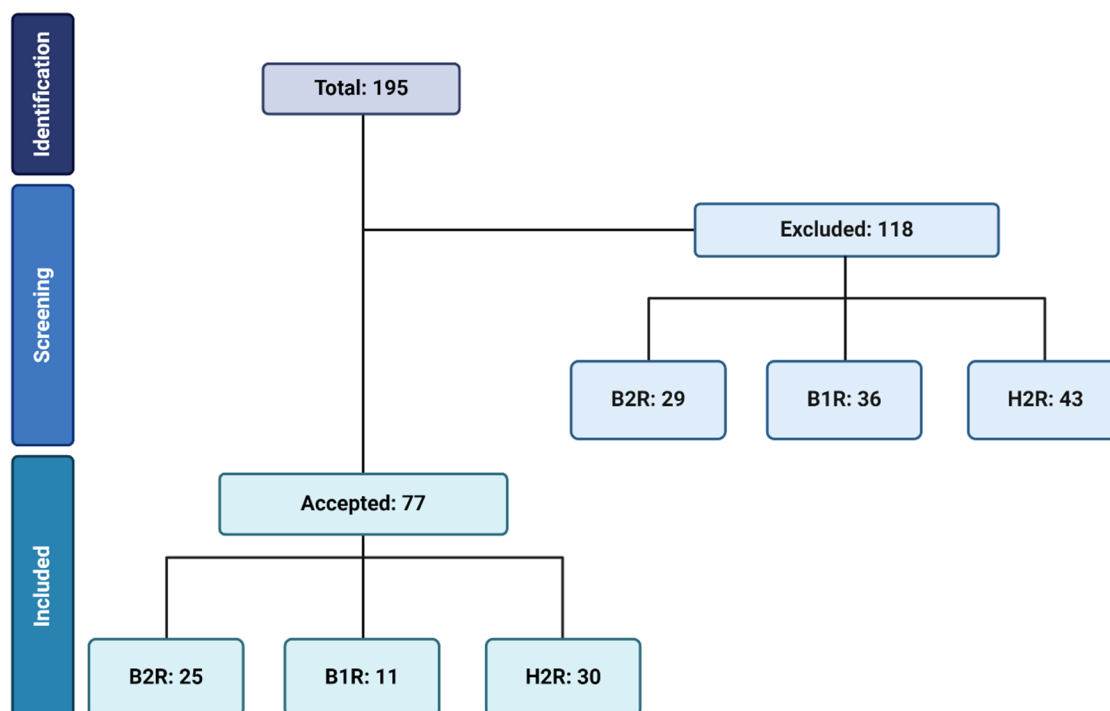 Identification
Total: 195
Screening
Excluded: 118
B2R: 29
B1R: 36
H2R: 43
Included
Accepted: 77
B2R: 25
B1R: 11
H2R: 30